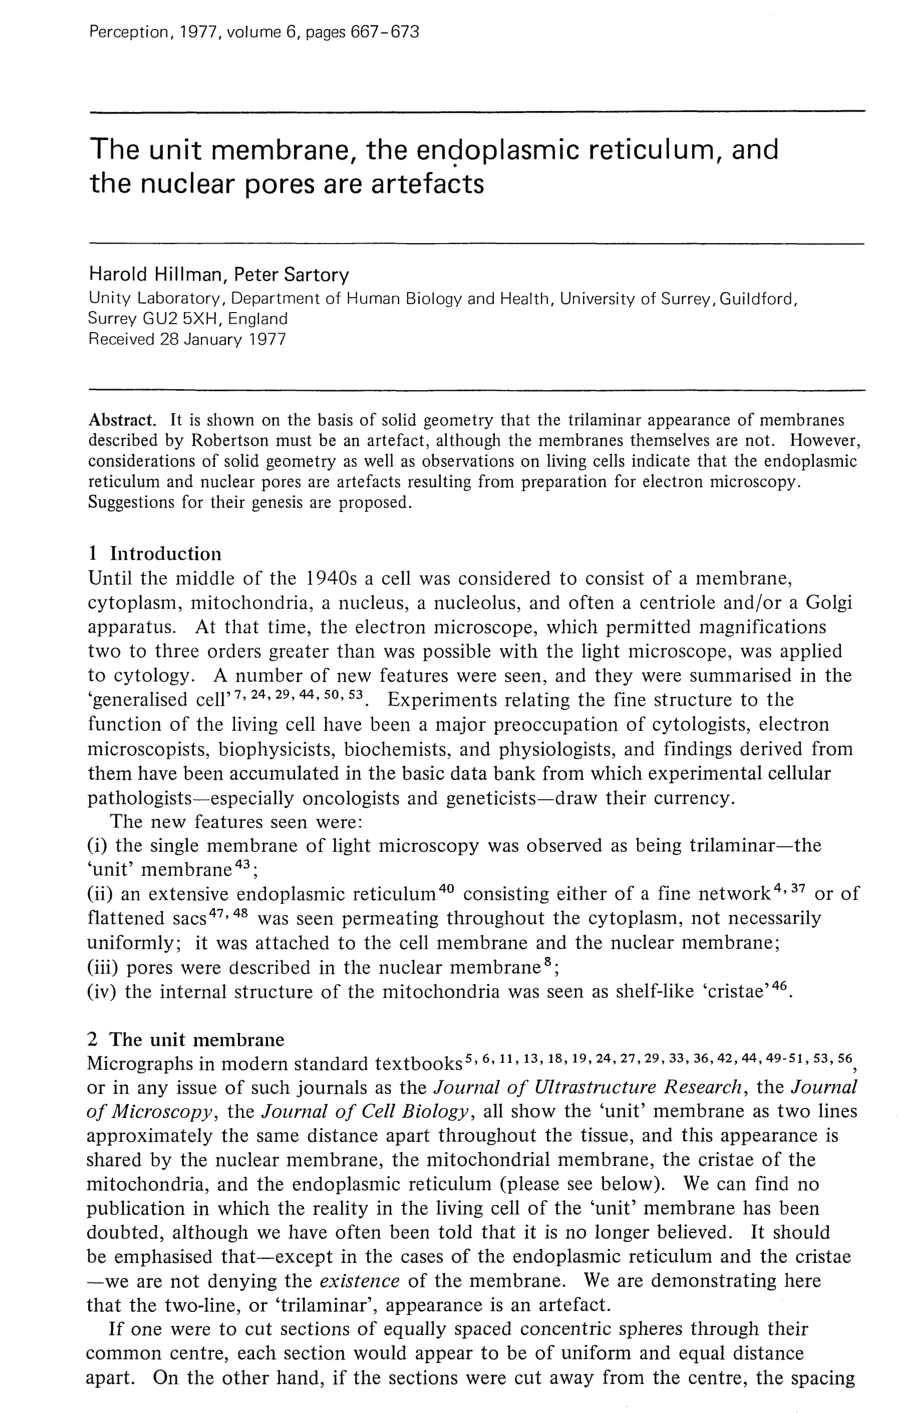 Perception, 1977, volume 6, pages 667–673
The unit membrane, the endoplasmic reticulum, and
the nuclear pores are artefacts
Harold Hillman, Peter Sartory
Unity Laboratory, Department of Human Biology and Health, University of Surrey, Guildford,
Surrey GU2 5XH, England
Received 28 January 1977
Abstract. It is shown on the basis of solid geometry that the trilaminar appearance of membranes
described by Robertson must be an artefact, although the membranes themselves are not. However,
considerations of solid geometry as well as observations on living cells indicate that the endoplasmic
reticulum and nuclear pores are artefacts resulting from preparation for electron microscopy.
Suggestions for their genesis are proposed.
1 Introduction
Until the middle of the 1940s a cell was considered to consist of a membrane,
cytoplasm, mitochondria, a nucleus, a nucleolus, and often a centriole and/or a Golgi
apparatus. At that time, the electron microscope, which permitted magnifications
two to three orders greater than was possible with the light microscope, was applied
to cytology. A number of new features were seen, and they were summarised in the
‘generalised cell’ 7, 24, 29, 44, 50, 53. Experiments relating the fine structure to the
function of the living cell have been a major preoccupation of cytologists, electron
microscopists, biophysicists, biochemists, and physiologists, and findings derived from
them have been accumulated in the basic data bank from which experimental cellular
pathologists—especially oncologists and geneticists—draw their currency.
The new features seen were:
(i) the single membrane of light microscopy was observed as being trilaminar—the
‘unit’ membrane 43;
(ii) an extensive endoplasmic reticulum 40 consisting either of a fine network 4, 37 or of
flattened sacs 47, 48 was seen permeating throughout the cytoplasm, not necessarily
uniformly; it was attached to the cell membrane and the nuclear membrane;
(iii) pores were described in the nuclear membrane 8;
(iv) the internal structure of the mitochondria was seen as shelf-like ‘cristae’ 46.
2 The unit membrane
Micrographs in modern standard textbooks 5, 6, 11, 13, 18, 19, 24, 27, 29, 33, 36, 42, 44, 49-51, 53, 56,
or in any issue of such journals as the Journal of Ultrastructure Research, the Journal
of Microscopy, the Journal of Cell Biology, all show the ‘unit’ membrane as two lines
approximately the same distance apart throughout the tissue, and this appearance is
shared by the nuclear membrane, the mitochondrial membrane, the cristae of the
mitochondria, and the endoplasmic reticulum (please see below). We can find no
publication in which the reality in the living cell of the ‘unit’ membrane has been
doubted, although we have often been told that it is no longer believed. It should
be emphasised that—except in the cases of the endoplasmic reticulum and the cristae
—we are not denying the existence of the membrane. We are demonstrating here
that the two-line, or ‘trilaminar’, appearance is an artefact.
If one were to cut sections of equally spaced concentric spheres through their
common centre, each section would appear to be of uniform and equal distance
apart. On the other hand, if the sections were cut away from the centre, the spacing